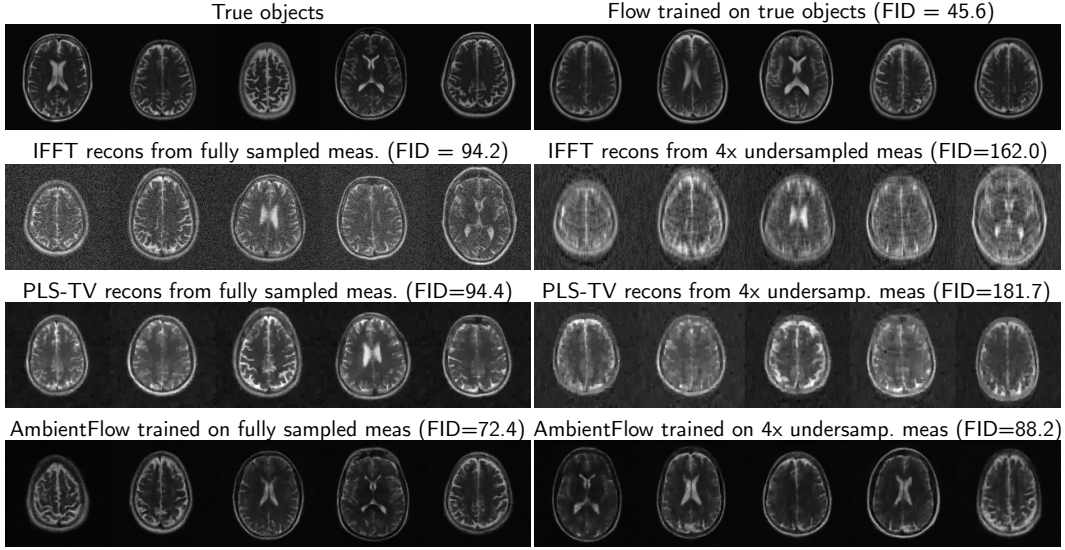 True objects
Flow trained on true objects (FID = 45.6)
IFFT recons from fully sampled meas. (FID = 94.2)
IFFT recons from 4x undersampled meas (FID=162.0)
PLS-TV recons from fully sampled meas. (FID=94.4)
PLS-TV recons from 4x undersamp. meas (FID=181.7)
AmbientFlow trained on fully sampled meas (FID=72.4)
AmbientFlow trained on 4x undersamp. meas (FID=88.2)